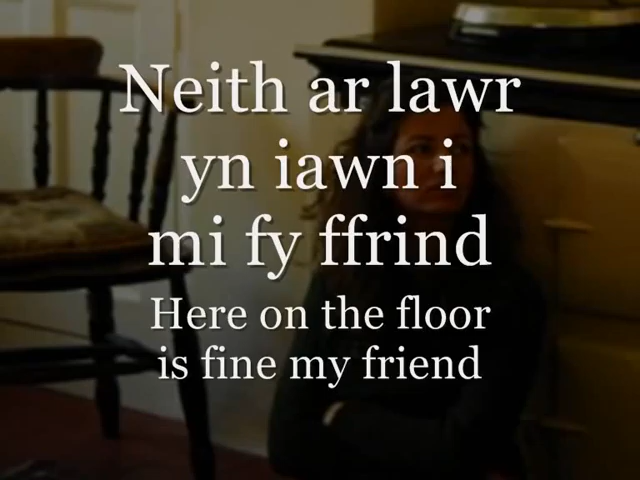 Neith ar lawr
yn iawn i
mi fy ffrind
Here on the floor
is fine my friend